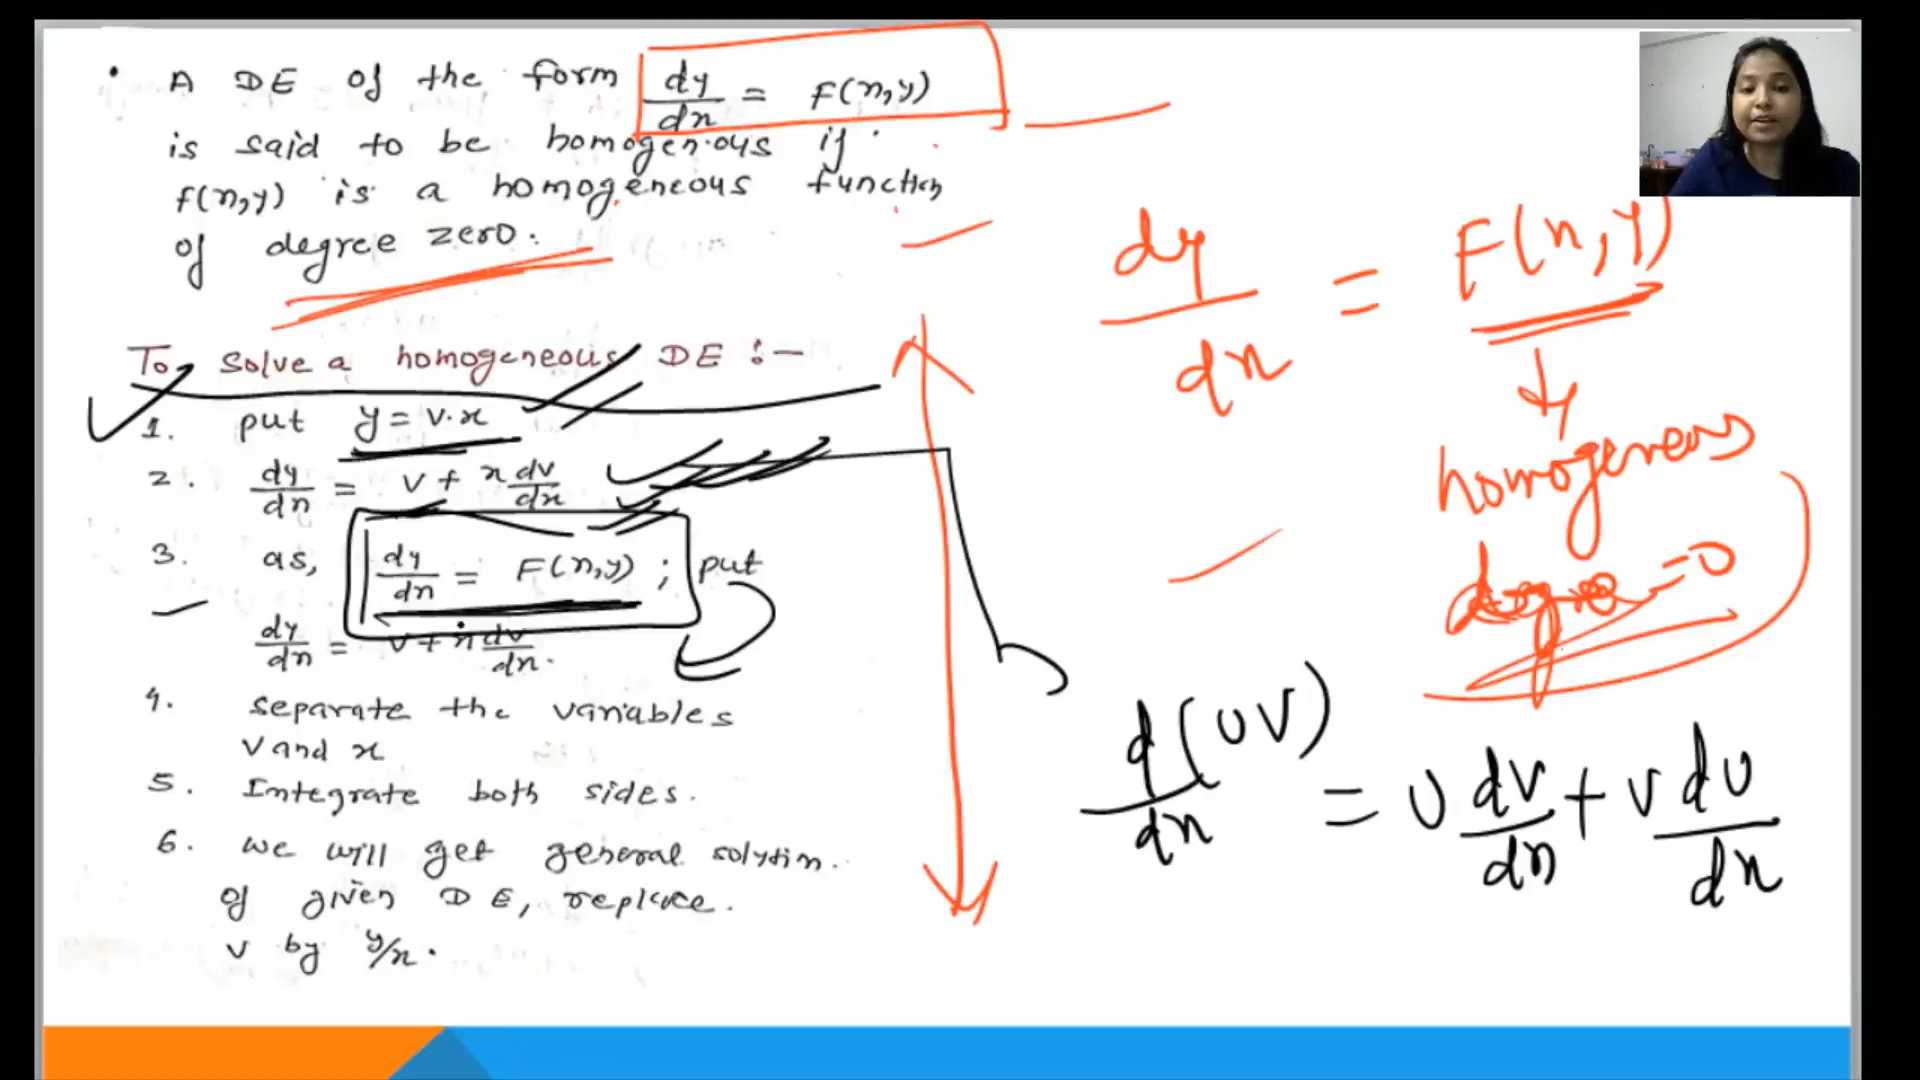 • A DE of the form dy/dx = F(x,y)
is said to be homogenous if
f(x,y) is a homogeneous function
of degree zero.
To solve a homogeneous DE :-
1. put y = v.x
2. dy/dx = v + x dv/dx
3. as, dy/dx = F(x,y) ; put
dy/dx = v + x dv/dx.
4. separate the variables
v and x
5. Integrate both sides.
6. we will get general solution.
of given DE, replace.
v by y/x.
dy/dx = F(x,y)
homogeneous
degree = 0
d/dx (UV) = U dV/dx + V dU/dx